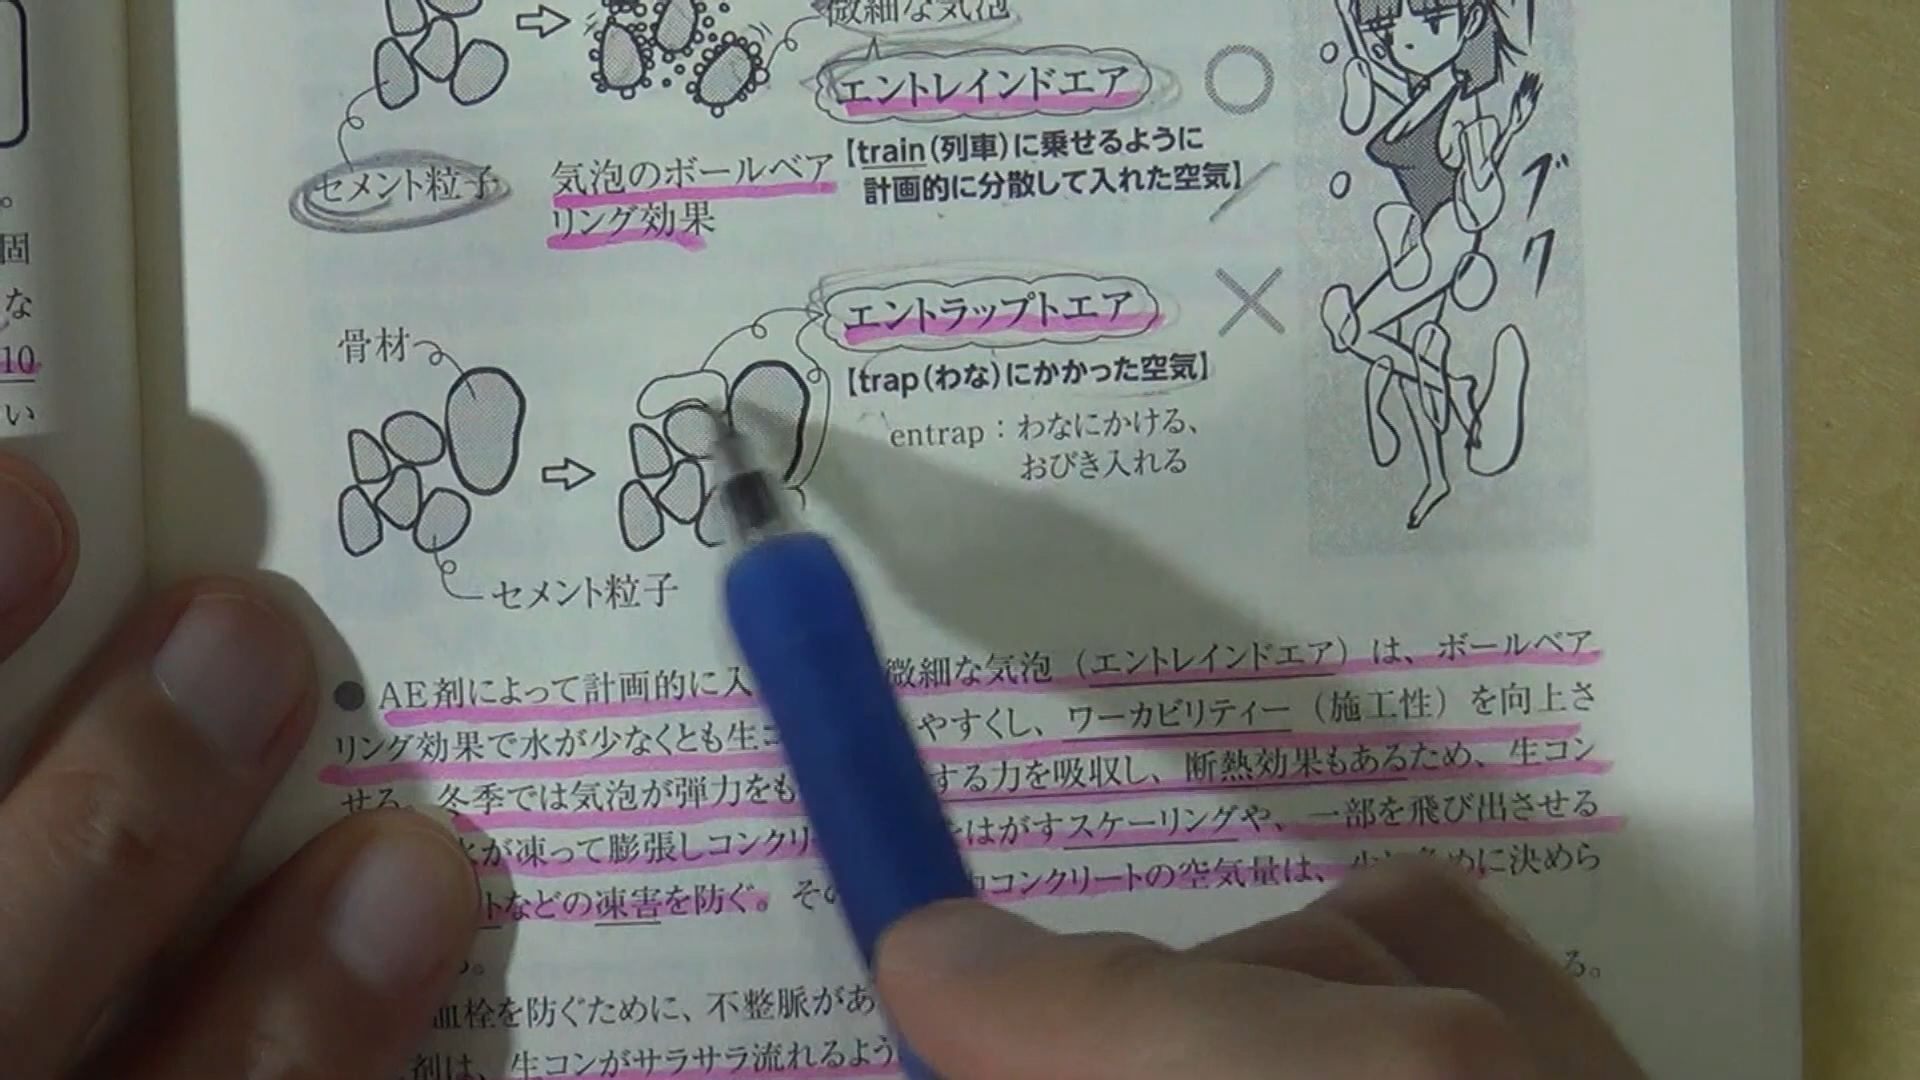 微細な気泡
エントレインドエア
【train(列車)に乗せるように
計画的に分散して入れた空気】
セメント粒子
気泡のボールベア
リング効果
ブク
エントラップトエア
【trap(わな)にかかった空気】
entrap：わなにかける、
おびき入れる
骨材
セメント粒子
固
な
10
い
●AE剤によって計画的に入 微細な気泡（エントレインドエア）は、ボールベア
リング効果で水が少なくとも生コ やすくし、ワーカビリティー（施工性）を向上さ
せる。冬季では気泡が弾力をも する力を吸収し、断熱効果もあるため、生コン
水が凍って膨張しコンクリー をはがすスケーリングや、一部を飛び出させる
トなどの凍害を防ぐ。そ コンクリートの空気量は、 に決めら
る。
る。
血栓を防ぐために、不整脈があ
剤は、生コンがサラサラ流れるよう